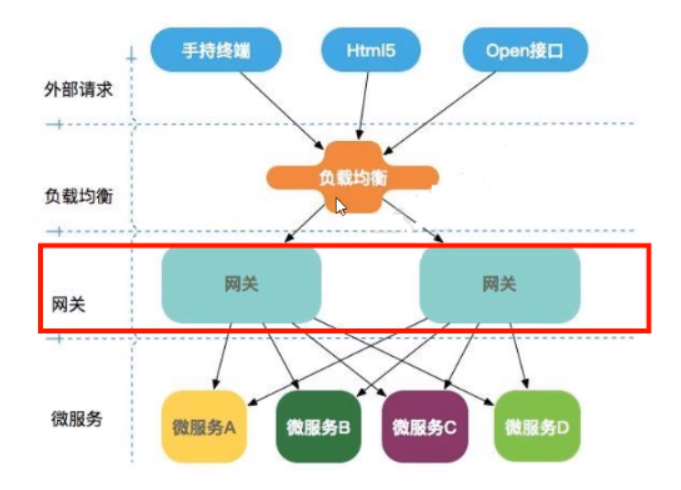 手持终端
Html5
Open接口
外部请求
负载均衡
负载均衡
网关
网关
网关
微服务
微服务A
微服务B
微服务C
微服务D